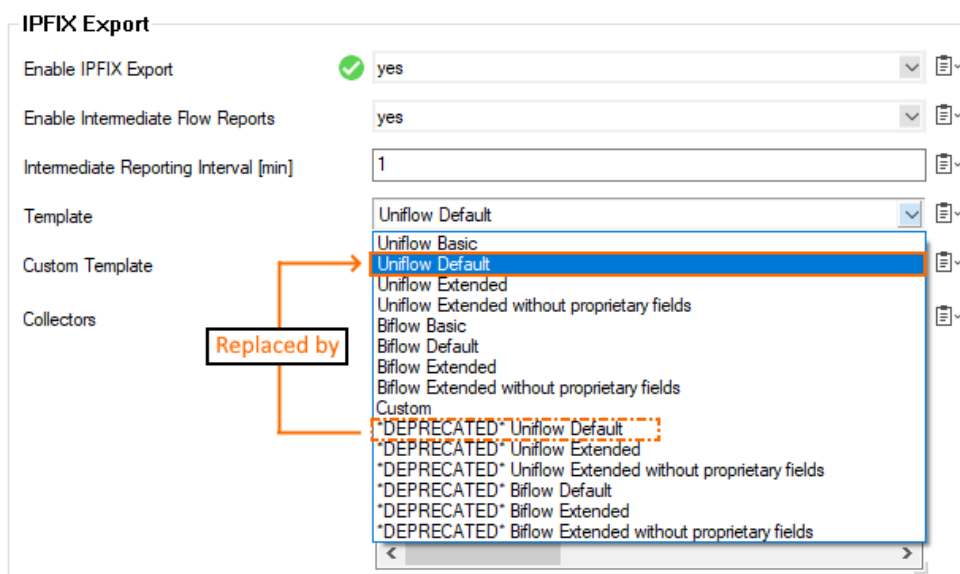 IPFIX Export
Enable IPFIX Export yes
Enable Intermediate Flow Reports yes
Intermediate Reporting Interval [min] 1
Template Uniflow Default
Uniflow Basic
Custom Template Uniflow Default
Uniflow Extended
Uniflow Extended without proprietary fields
Collectors
Biflow Basic
Replaced by Biflow Default
Biflow Extended
Biflow Extended without proprietary fields
Custom
*DEPRECATED* Uniflow Default
*DEPRECATED* Uniflow Extended
*DEPRECATED* Uniflow Extended without proprietary fields
*DEPRECATED* Biflow Default
*DEPRECATED* Biflow Extended
*DEPRECATED* Biflow Extended without proprietary fields